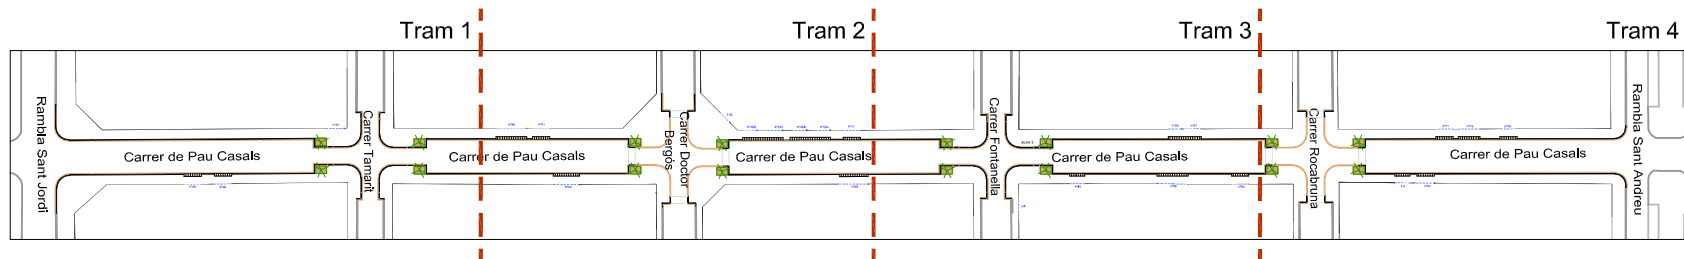 Tram 1
Tram 2
Tram 3
Tram 4
Rambla Sant Jordi
Carrer de Pau Casals
Carrer Tamarit
Carrer de Pau Casals
Carrer Doctor
Bergós
Carrer de Pau Casals
Carrer Fontanella
Carrer de Pau Casals
Carrer Rocabruna
Carrer de Pau Casals
Rambla Sant Andreu